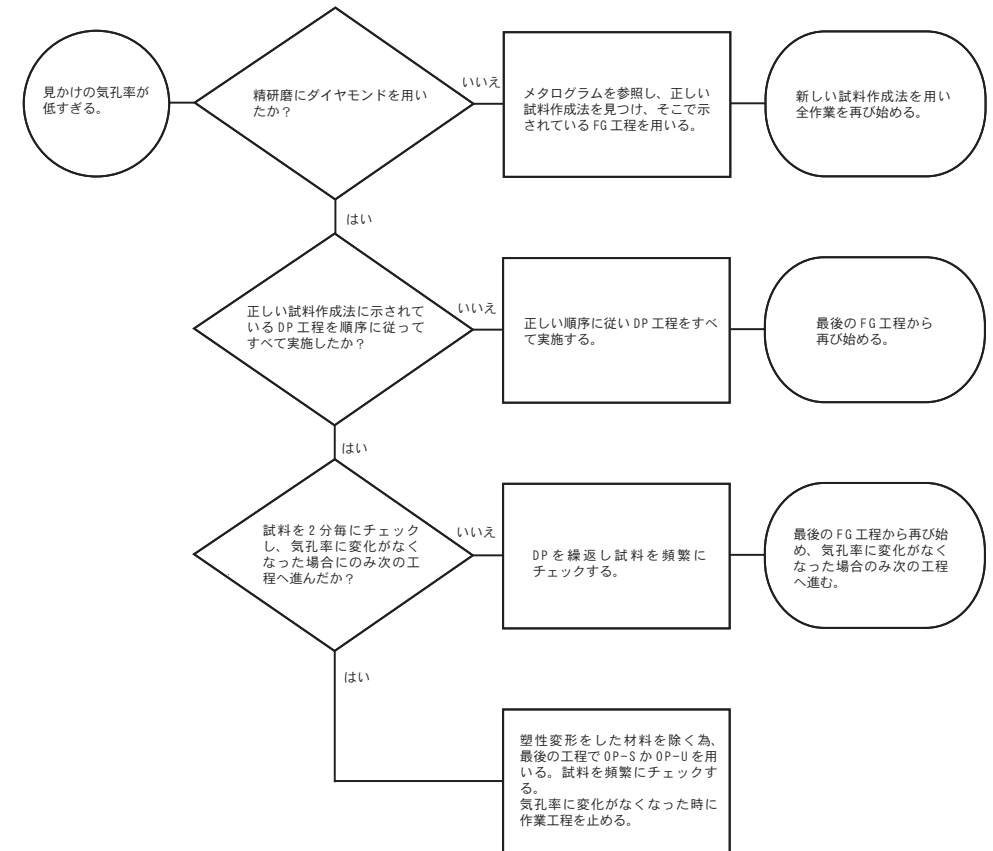 見かけの気孔率が
低すぎる。
精研磨にダイヤモンドを用い
たか？
いいえ
メタログラムを参照し、正しい
試料作成法を見つけ、そこで示
されているFG工程を用いる。
新しい試料作成法を用い
全作業を再び始める。
はい
正しい試料作成法に示されて
いるDP工程を順序に従って
すべて実施したか？
いいえ
正しい順序に従いDP工程をすべ
て実施する。
最後のFG工程から
再び始める。
はい
試料を2分毎にチェック
し、気孔率に変化がなく
なった場合にのみ次の工
程へ進んだか？
いいえ
DPを繰返し試料を頻繁に
チェックする。
最後のFG工程から再び始
め、気孔率に変化がなく
なった場合のみ次の工程
へ進む。
はい
塑性変形をした材料を除く為、
最後の工程でOP-SかOP-Uを用
いる。試料を頻繁にチェックす
る。
気孔率に変化がなくなった時に
作業工程を止める。